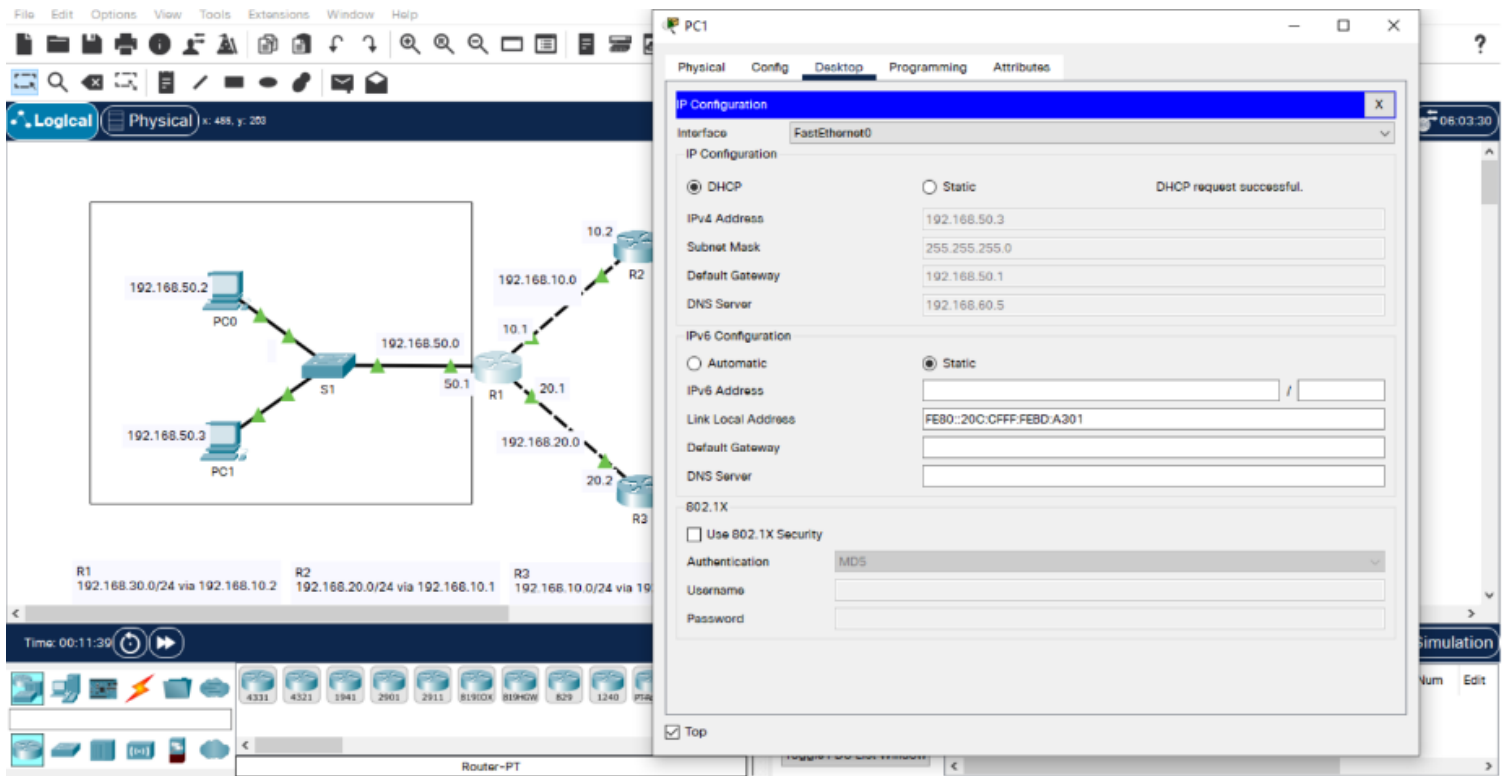 File Edit Options View Tools Extensions Window Help
?
Logical Physical x: 488, y: 253
06:03:30
192.168.50.2
PC0
192.168.50.3
PC1
S1
192.168.50.0
50.1
R1
10.1
192.168.10.0
10.2
R2
20.1
192.168.20.0
20.2
R3
R1
192.168.30.0/24 via 192.168.10.2
R2
192.168.20.0/24 via 192.168.10.1
R3
192.168.10.0/24 via 19
Time: 00:11:39
Simulation
4331 4321 1941 2901 2911 819IOX 819HGW 829 1240
Router-PT
Num Edit
PC1
Physical Config Desktop Programming Attributes
IP Configuration X
Interface FastEthernet0
IP Configuration
DHCP Static DHCP request successful.
IPv4 Address 192.168.50.3
Subnet Mask 255.255.255.0
Default Gateway 192.168.50.1
DNS Server 192.168.60.5
IPv6 Configuration
Automatic Static
IPv6 Address /
Link Local Address FE80::20C:CFFF:FEBD:A301
Default Gateway
DNS Server
802.1X
Use 802.1X Security
Authentication MD5
Username
Password
Top